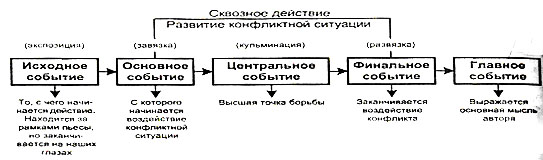 Сквозное действие
Развитие конфликтной ситуации
(экспозиция) (завязка) (кульминация) (развязка)
Исходное событие
Основное событие
Центральное событие
Финальное событие
Главное событие
То, с чего начи-
нается действие.
Находится за
рамками пьесы,
но заканчи-
вается на наших
глазах
С которого
начинается
воздействие
конфликтной
ситуации
Высшая точка борьбы
Заканчивается
воздействие
конфликта
Выражается
основная мысль
автора